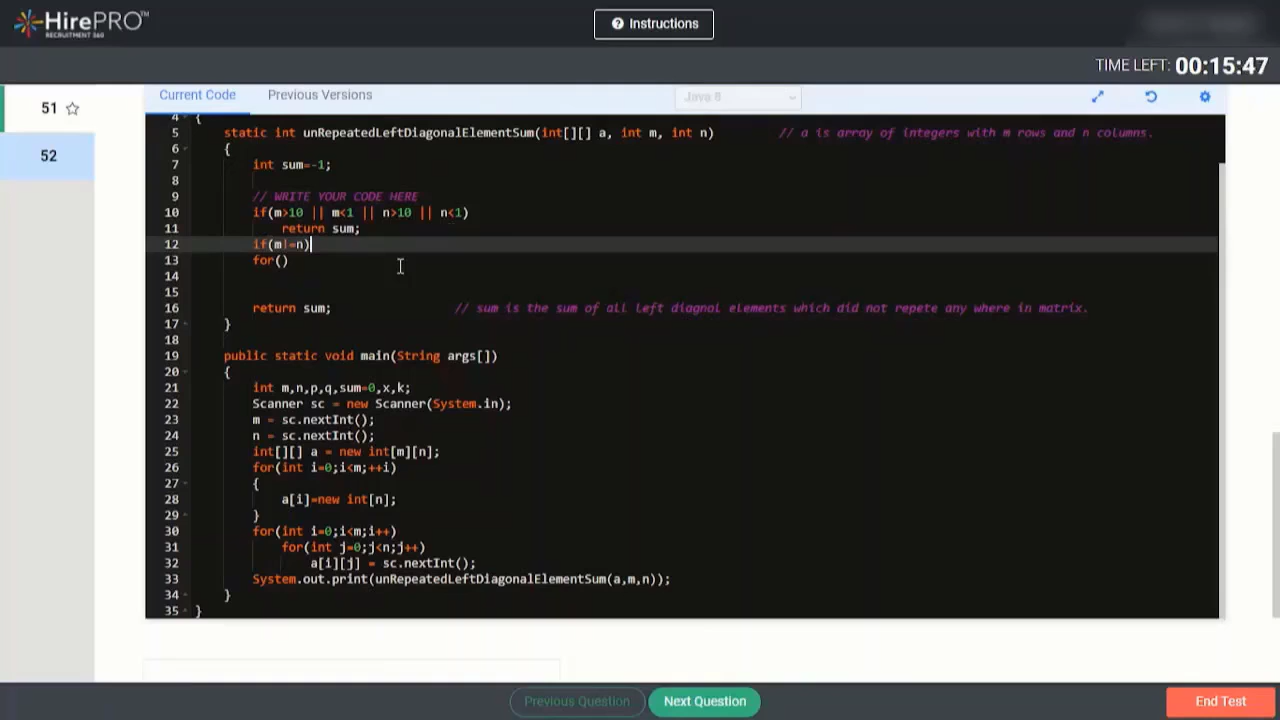 HirePRO™
RECRUITMENT 360
Instructions
TIME LEFT: 00:15:47
51
52
Current Code
Previous Versions
Java 8
4 {
5 static int unRepeatedLeftDiagonalElementSum(int[][] a, int m, int n) // a is array of integers with m rows and n columns.
6 {
7 int sum=-1;
8
9 // WRITE YOUR CODE HERE
10 if(m>10 || m<1 || n>10 || n<1)
11 return sum;
12 if(m!=n)
13 for()
14
15
16 return sum; // sum is the sum of all left diagnol elements which did not repete any where in matrix.
17 }
18
19 public static void main(String args[])
20 {
21 int m,n,p,q,sum=0,x,k;
22 Scanner sc = new Scanner(System.in);
23 m = sc.nextInt();
24 n = sc.nextInt();
25 int[][] a = new int[m][n];
26 for(int i=0;i<m;++i)
27 {
28 a[i]=new int[n];
29 }
30 for(int i=0;i<m;i++)
31 for(int j=0;j<n;j++)
32 a[i][j] = sc.nextInt();
33 System.out.print(unRepeatedLeftDiagonalElementSum(a,m,n));
34 }
35 }
Previous Question
Next Question
End Test